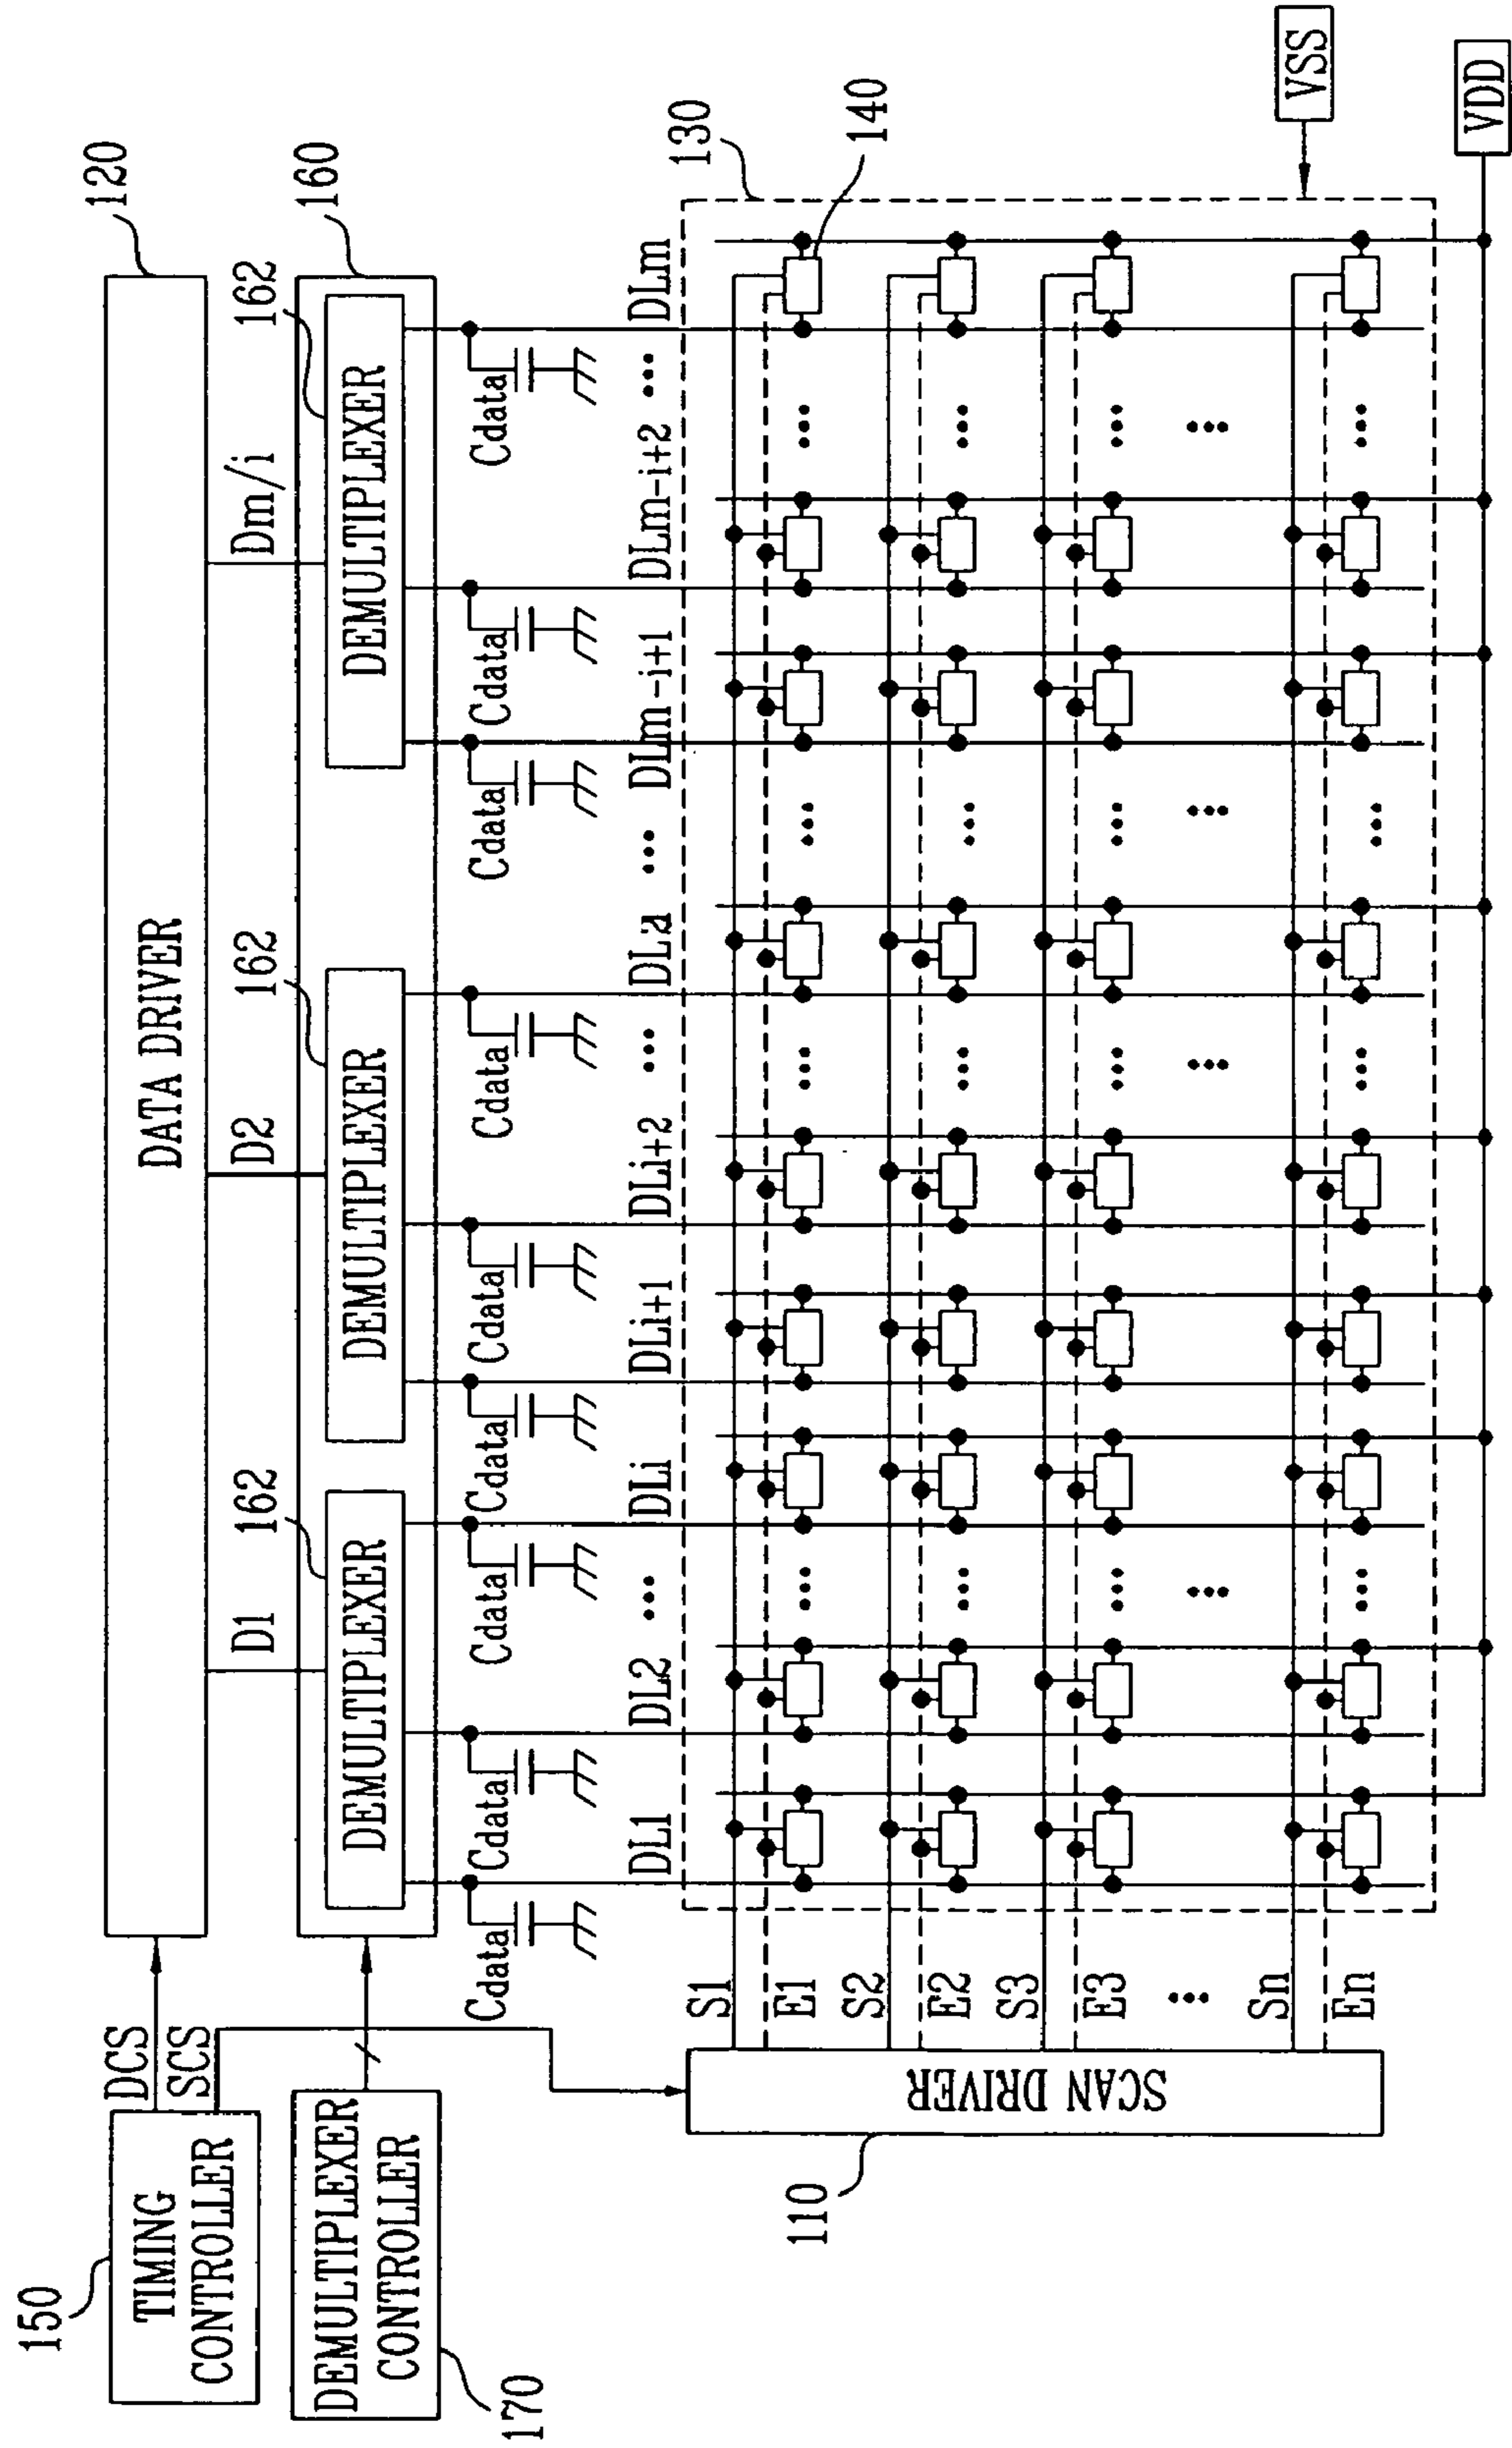 120
DATA DRIVER
150
TIMING
CONTROLLER
DCS
SCS
D1
D2
Dm/i
160
162
162
162
DEMULTIPLEXER
DEMULTIPLEXER
DEMULTIPLEXER
DEMULTIPLEXER
CONTROLLER
170
Cdata
Cdata
Cdata
Cdata
Cdata
Cdata
Cdata
Cdata
Cdata
DL1
DL2
...
DLi
DLi+1
DLi+2
...
DLa
...
DLm-i+1
DLm-i+2
...
DLm
130
140
S1
E1
S2
E2
S3
E3
...
Sn
En
SCAN DRIVER
110
VSS
VDD